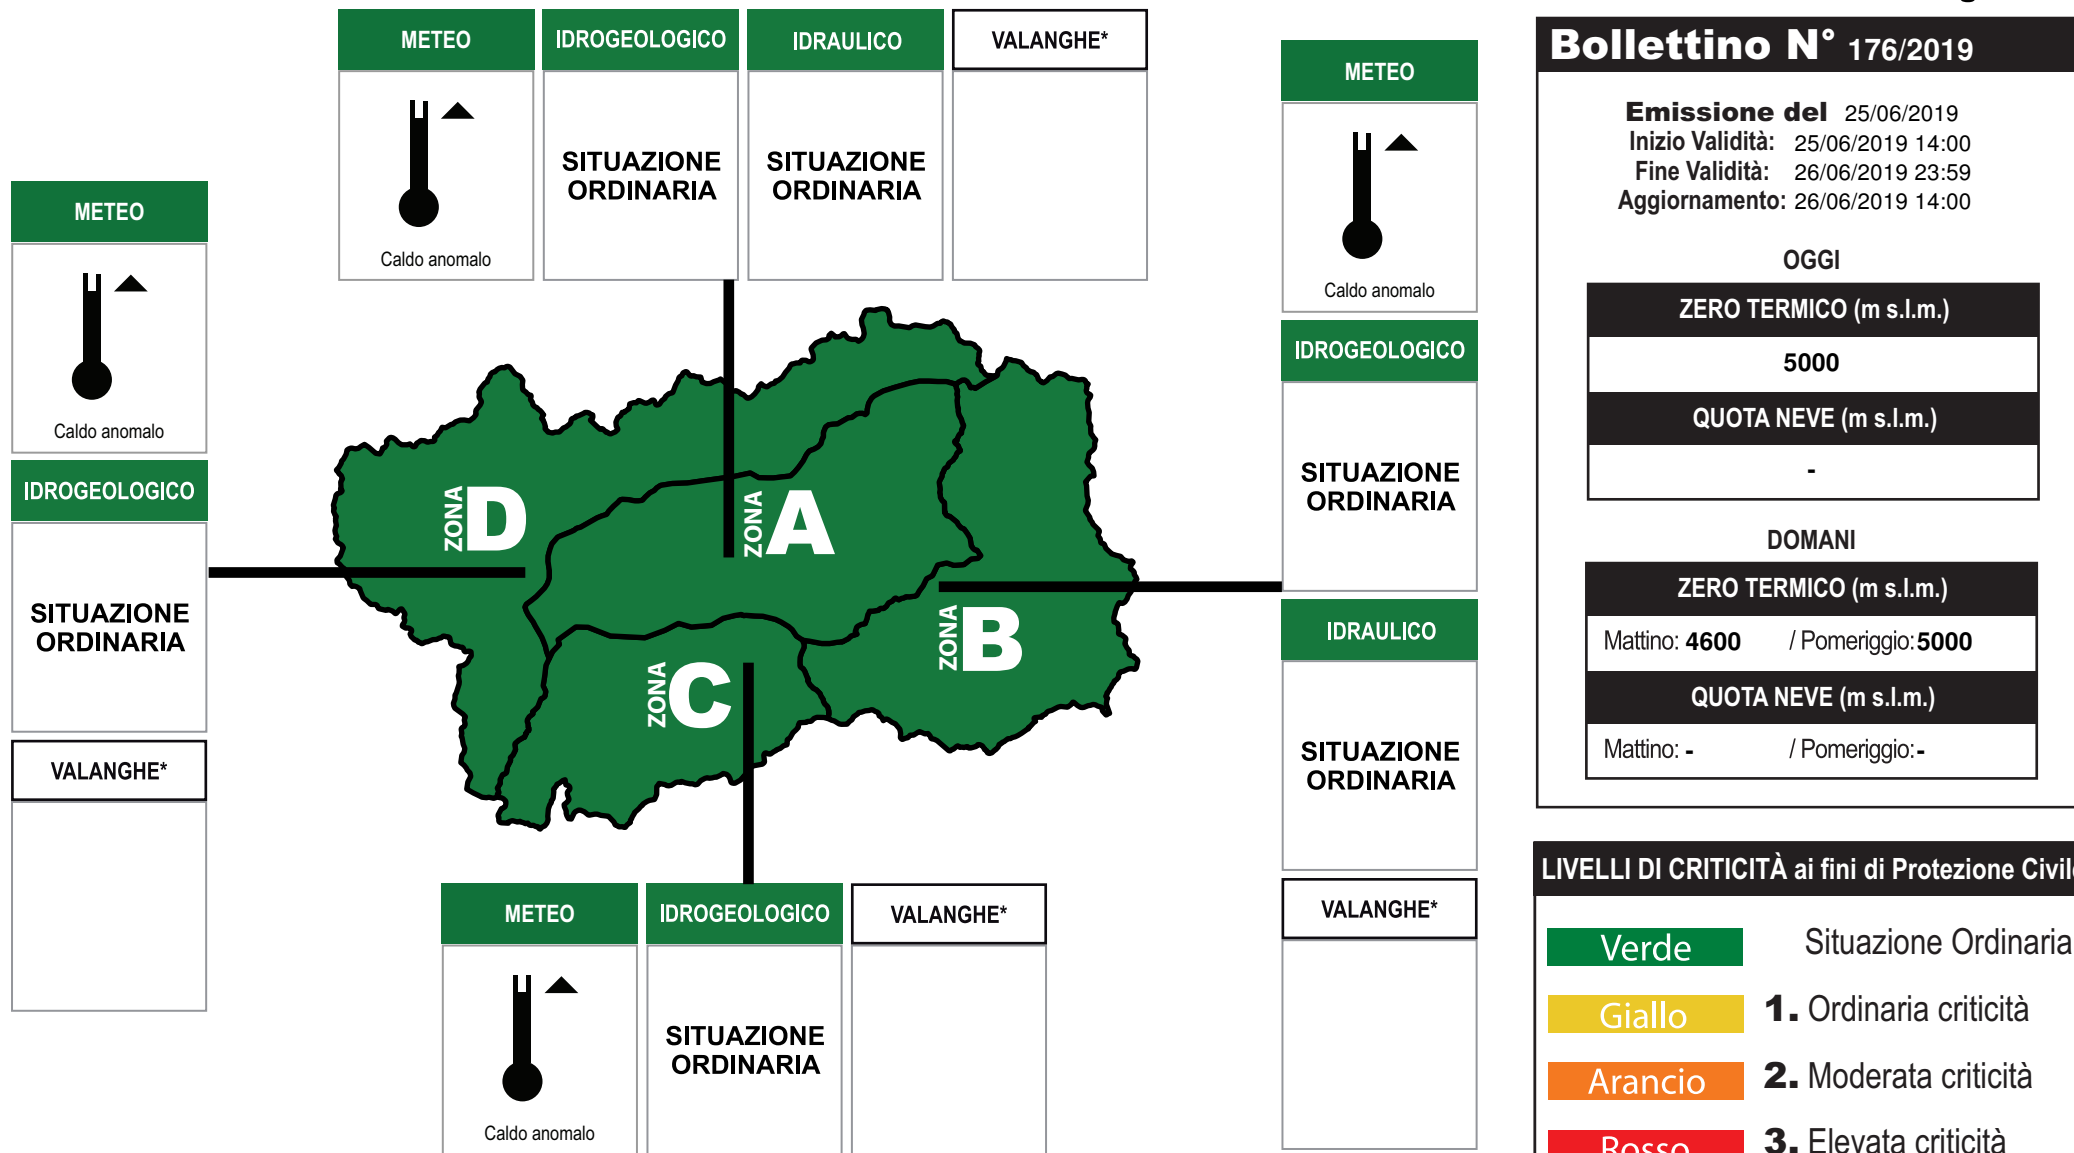 METEO
IDROGEOLOGICO
IDRAULICO
VALANGHE*
Caldo anomalo
SITUAZIONE
ORDINARIA
SITUAZIONE
ORDINARIA
METEO
Caldo anomalo
IDROGEOLOGICO
SITUAZIONE
ORDINARIA
VALANGHE*
ZONA D
ZONA A
ZONA B
ZONA C
METEO
Caldo anomalo
IDROGEOLOGICO
SITUAZIONE
ORDINARIA
IDRAULICO
SITUAZIONE
ORDINARIA
VALANGHE*
METEO
IDROGEOLOGICO
VALANGHE*
Caldo anomalo
SITUAZIONE
ORDINARIA
Bollettino N° 176/2019
Emissione del 25/06/2019
Inizio Validità: 25/06/2019 14:00
Fine Validità: 26/06/2019 23:59
Aggiornamento: 26/06/2019 14:00
OGGI
ZERO TERMICO (m s.l.m.)
5000
QUOTA NEVE (m s.l.m.)
-
DOMANI
ZERO TERMICO (m s.l.m.)
Mattino: 4600 / Pomeriggio: 5000
QUOTA NEVE (m s.l.m.)
Mattino: - / Pomeriggio: -
LIVELLI DI CRITICITÀ ai fini di Protezione Civile
Verde Situazione Ordinaria
Giallo 1. Ordinaria criticità
Arancio 2. Moderata criticità
Rosso 3. Elevata criticità